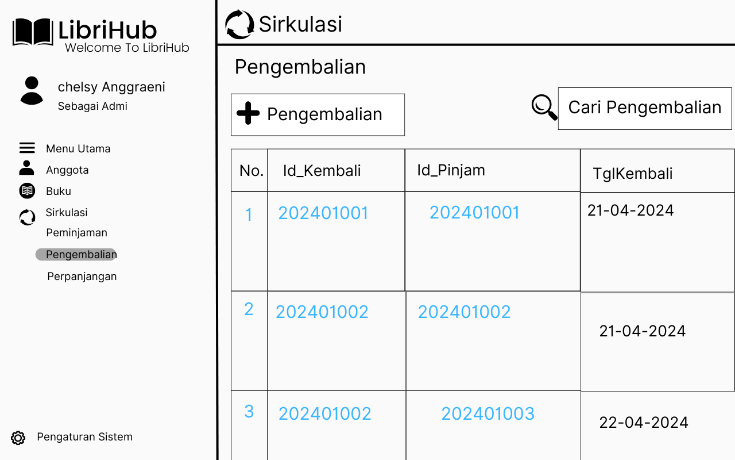 LibriHub
Welcome To LibriHub
chelsy Anggraeni
Sebagai Admi
Menu Utama
Anggota
Buku
Sirkulasi
Peminjaman
Pengembalian
Perpanjangan
Pengaturan Sistem
Sirkulasi
Pengembalian
Pengembalian
Cari Pengembalian
No. Id_Kembali Id_Pinjam TglKembali
1 202401001 202401001 21-04-2024
2 202401002 202401002 21-04-2024
3 202401002 202401003 22-04-2024